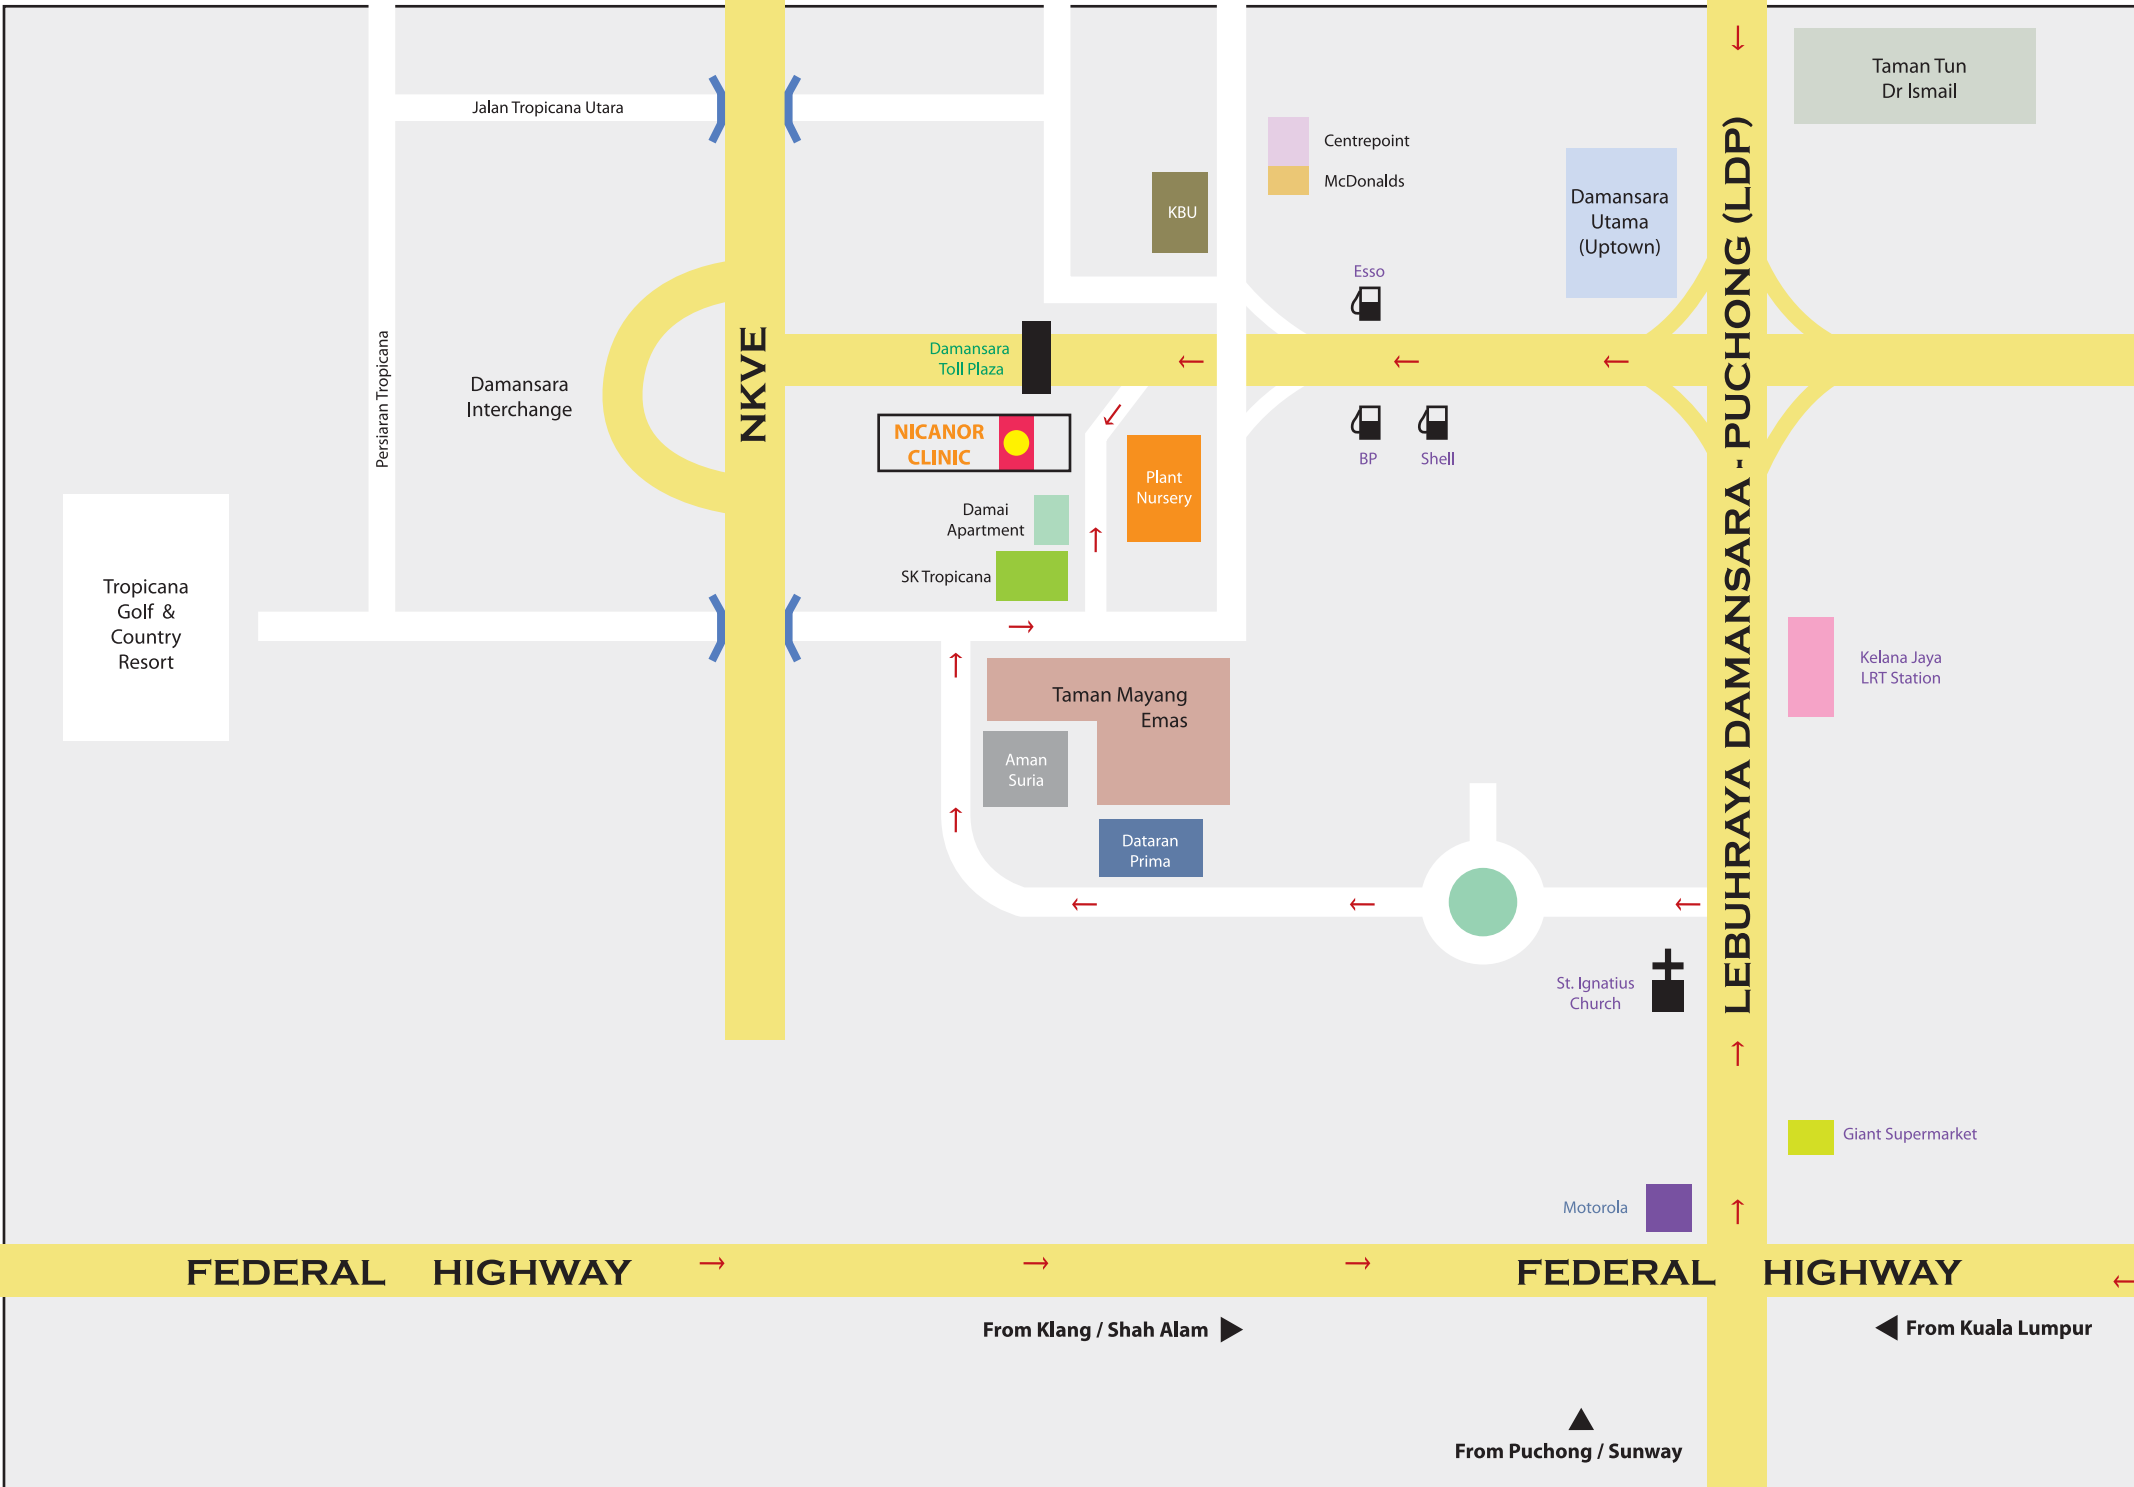 Taman Tun
Dr Ismail
Jalan Tropicana Utara
Centrepoint
McDonalds
KBU
Damansara
Utama
(Uptown)
Esso
LEBUHRAYA DAMANSARA - PUCHONG (LDP)
NKVE
Damansara
Toll Plaza
Persiaran Tropicana
Damansara
Interchange
NICANOR
CLINIC
BP
Shell
Plant
Nursery
Damai
Apartment
SK Tropicana
Tropicana
Golf &
Country
Resort
Kelana Jaya
LRT Station
Taman Mayang
Emas
Aman
Suria
Dataran
Prima
St. Ignatius
Church
Giant Supermarket
Motorola
FEDERAL HIGHWAY
FEDERAL HIGHWAY
From Klang / Shah Alam
From Kuala Lumpur
From Puchong / Sunway